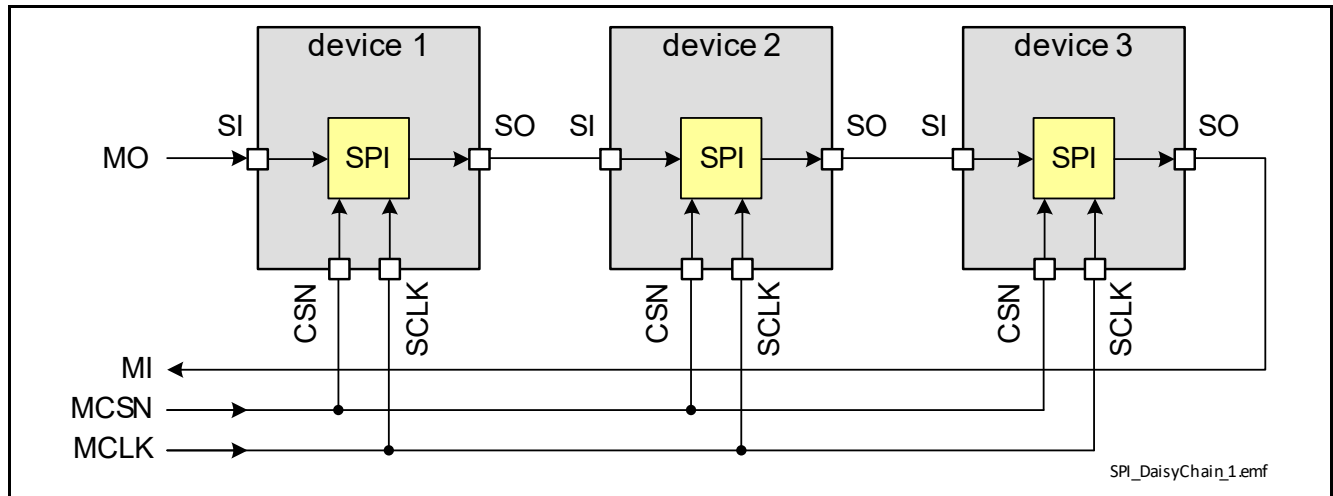 device 1 device 2 device 3
SI SO SI SO SI SO
MO SPI SPI SPI
CSN SCLK CSN SCLK CSN SCLK
MI
MCSN
MCLK
SPI_DaisyChain_1.emf